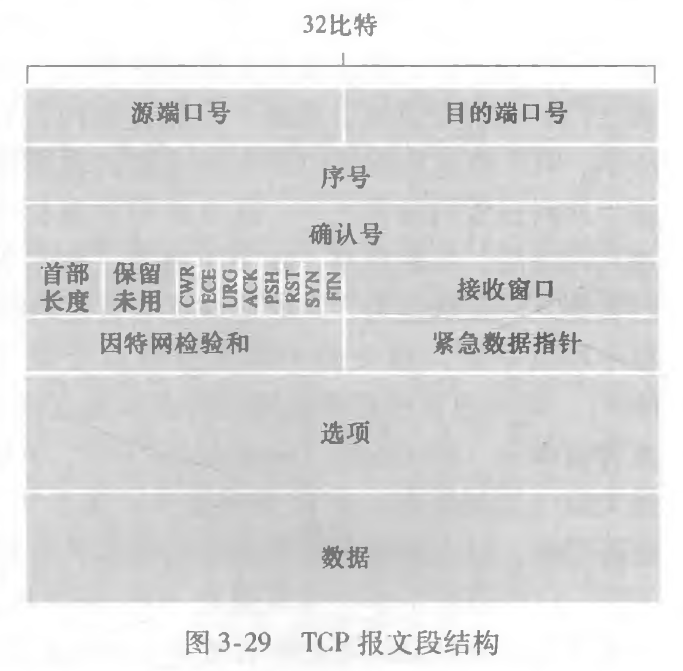 32比特
源端口号 目的端口号
序号
确认号
首部 保留
长度 未用
CWR
ECE
URG
ACK
PSH
RST
SYN
FIN
接收窗口
因特网检验和 紧急数据指针
选项
数据
图 3-29 TCP 报文段结构